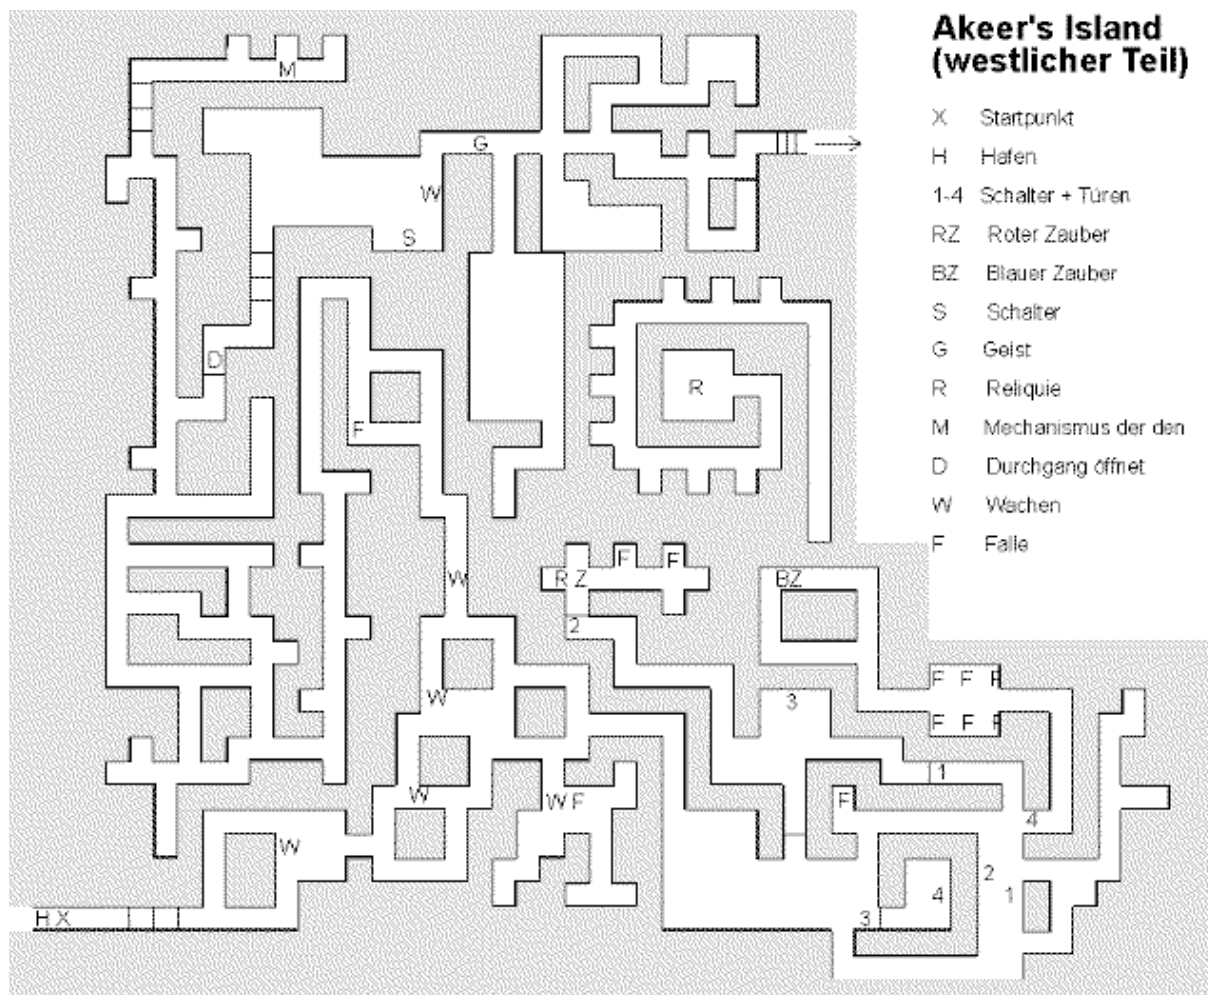 Akeer's Island
(westlicher Teil)
X Startpunkt
H Hafen
1-4 Schalter + Türen
RZ Roter Zauber
BZ Blauer Zauber
S Schalter
G Geist
R Reliquie
M Mechanismus der den
D Durchgang öffnet
W Wachen
F Falle
M
G
W
S
D
R
F
F F
W
R Z
BZ
2
F F F
W
3
F F F
1
W
W F
F
4
W
2
4
1
H X
3